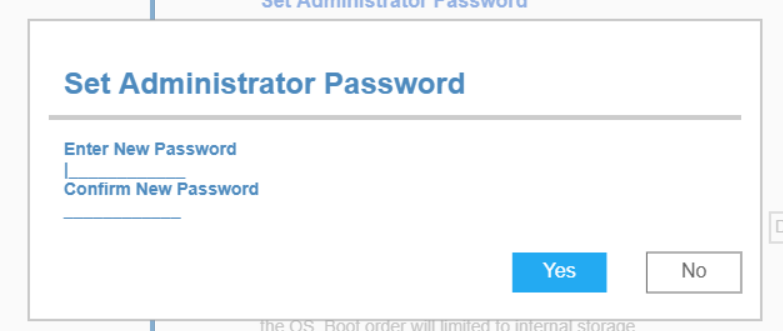 Set Administrator Password
Set Administrator Password
Enter New Password
Confirm New Password
Yes
No
D
the OS. Boot order will limited to internal storage.